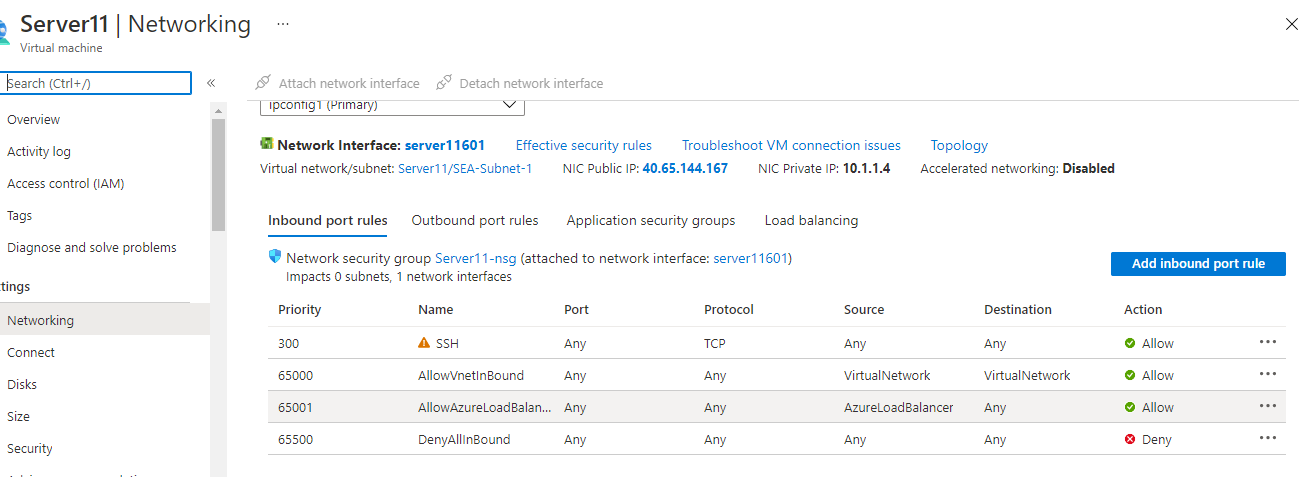 Server11 | Networking ...
Virtual machine
Search (Ctrl+/) «
Attach network interface Detach network interface
ipconfig1 (Primary)
Overview
Activity log
Access control (IAM)
Tags
Diagnose and solve problems
ttings
Networking
Connect
Disks
Size
Security
Network Interface: server11601 Effective security rules Troubleshoot VM connection issues Topology
Virtual network/subnet: Server11/SEA-Subnet-1 NIC Public IP: 40.65.144.167 NIC Private IP: 10.1.1.4 Accelerated networking: Disabled
Inbound port rules Outbound port rules Application security groups Load balancing
Network security group Server11-nsg (attached to network interface: server11601)
Impacts 0 subnets, 1 network interfaces
Add inbound port rule
Priority Name Port Protocol Source Destination Action
300 SSH Any TCP Any Any Allow ...
65000 AllowVnetInBound Any Any VirtualNetwork VirtualNetwork Allow ...
65001 AllowAzureLoadBalan... Any Any AzureLoadBalancer Any Allow ...
65500 DenyAllInBound Any Any Any Any Deny ...